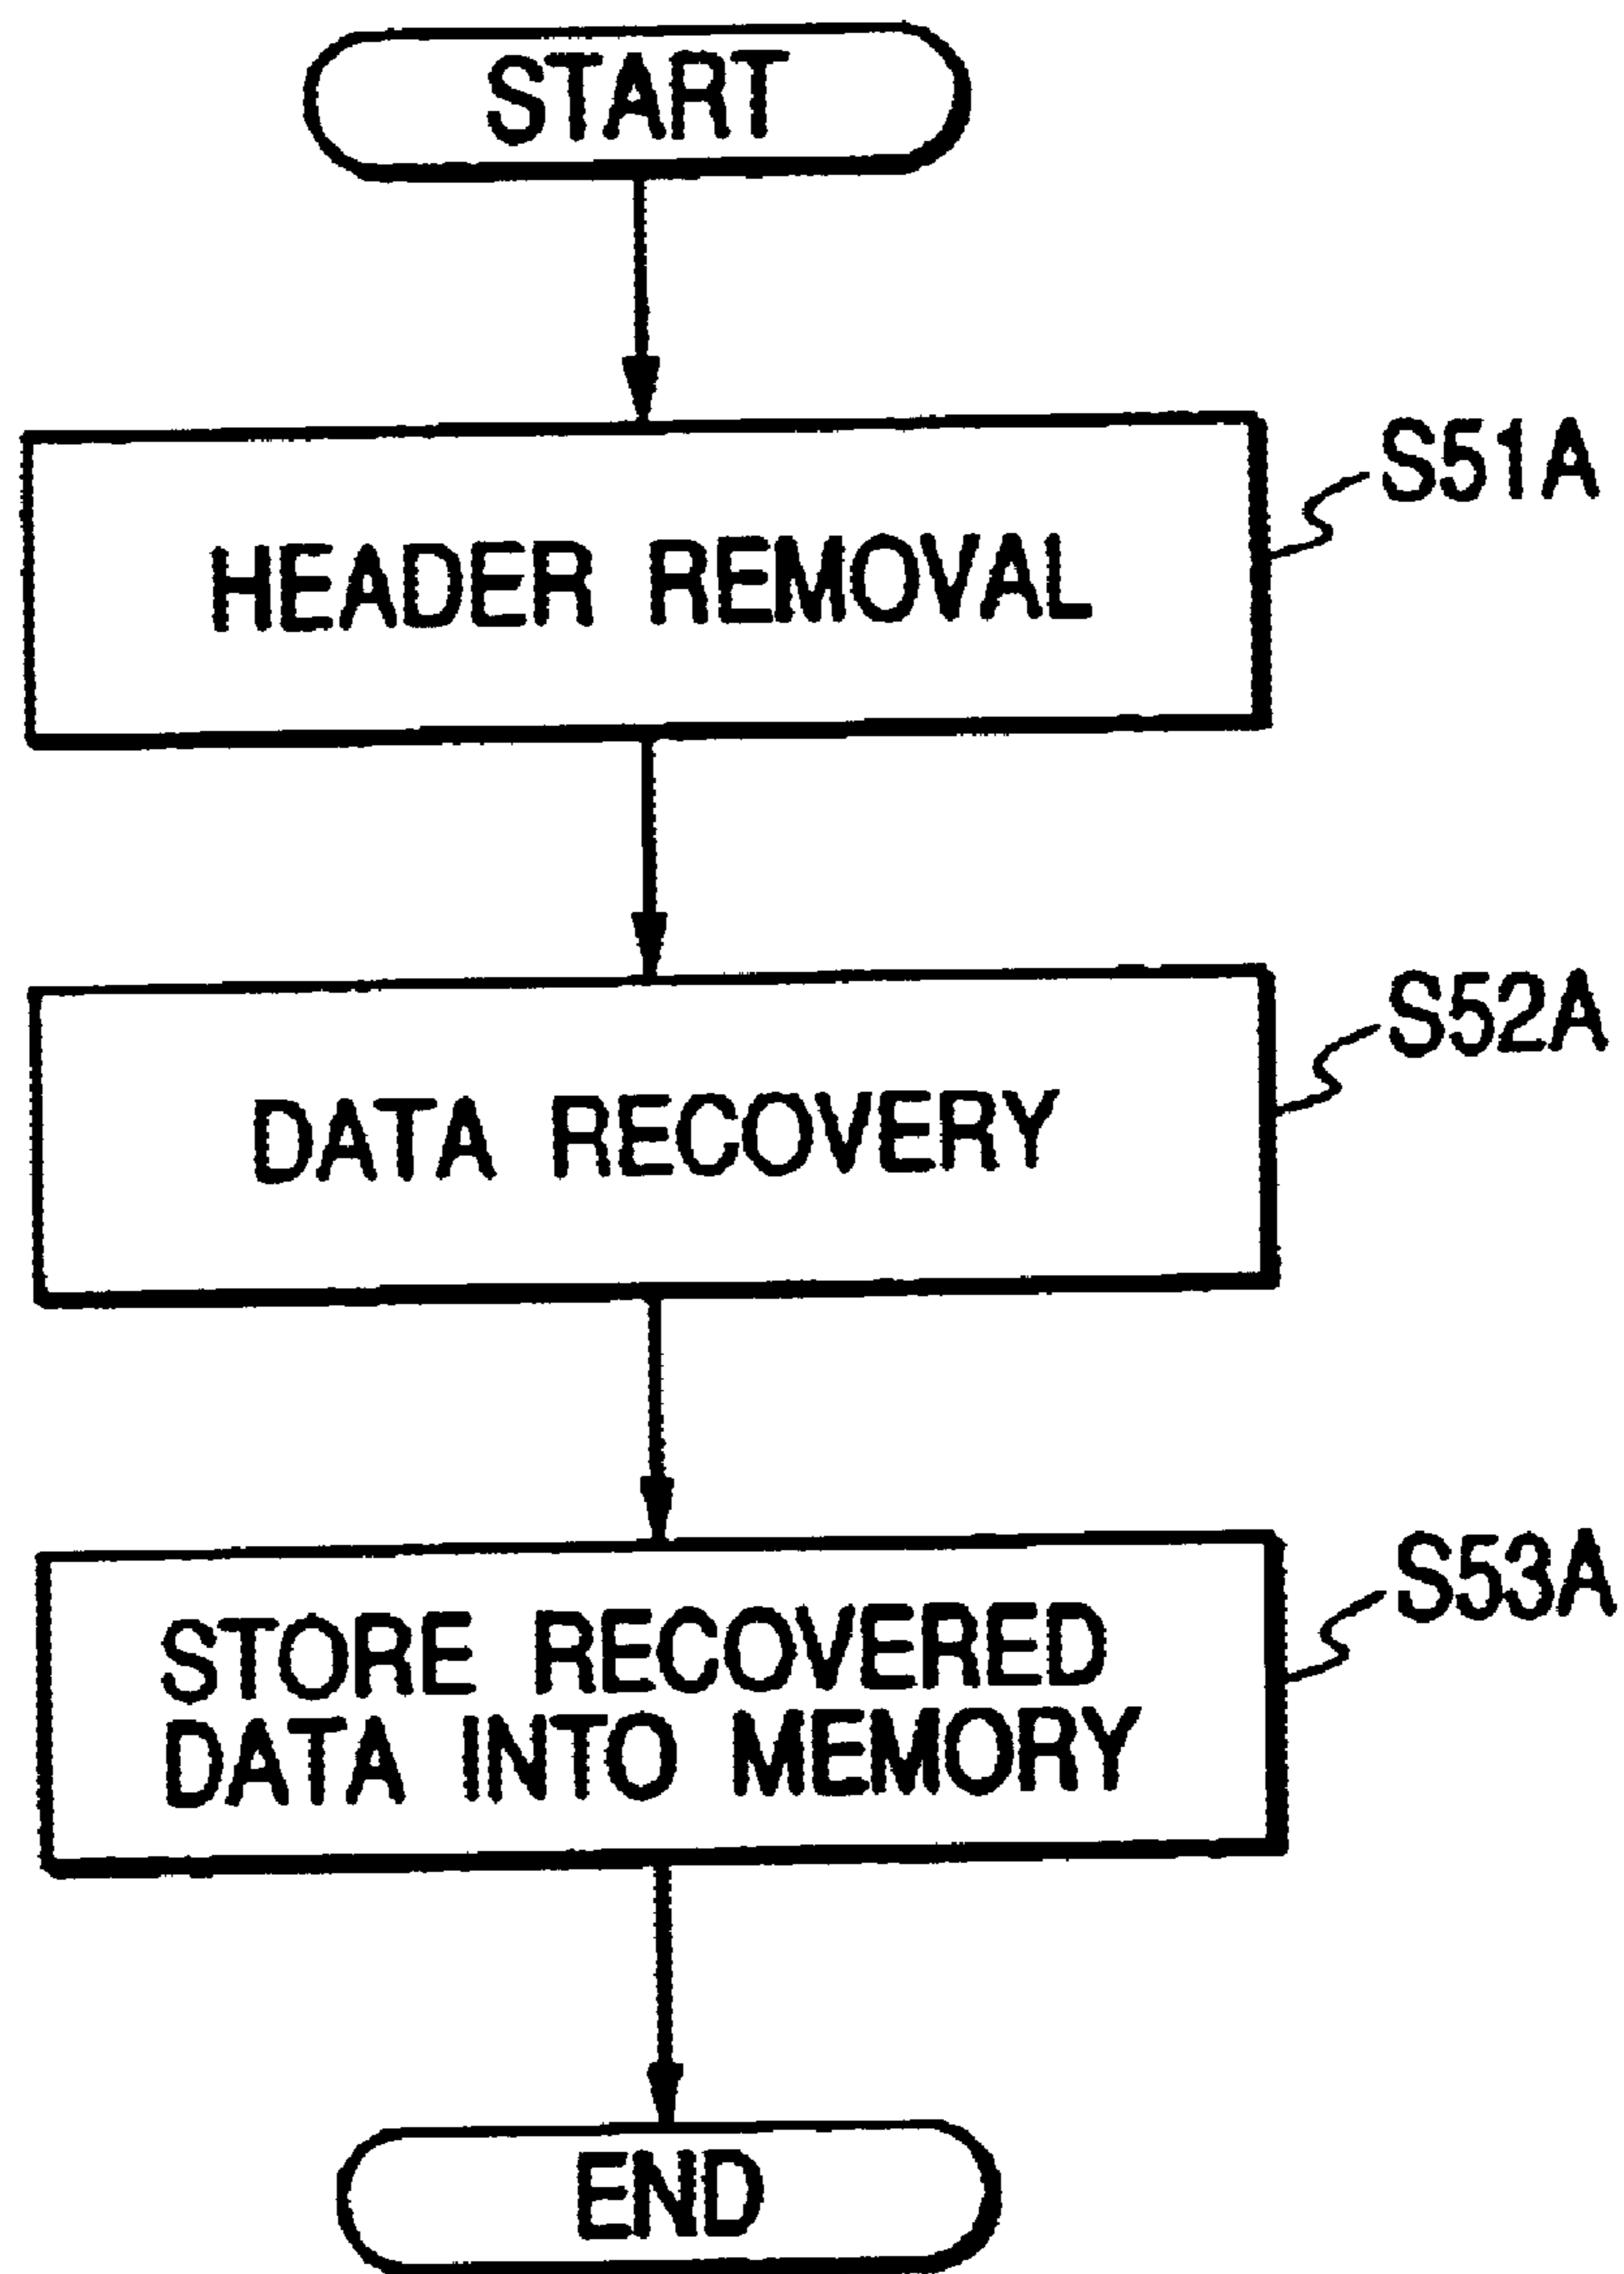 START
S51A
HEADER REMOVAL
S52A
DATA RECOVERY
S53A
STORE RECOVERED
DATA INTO MEMORY
END